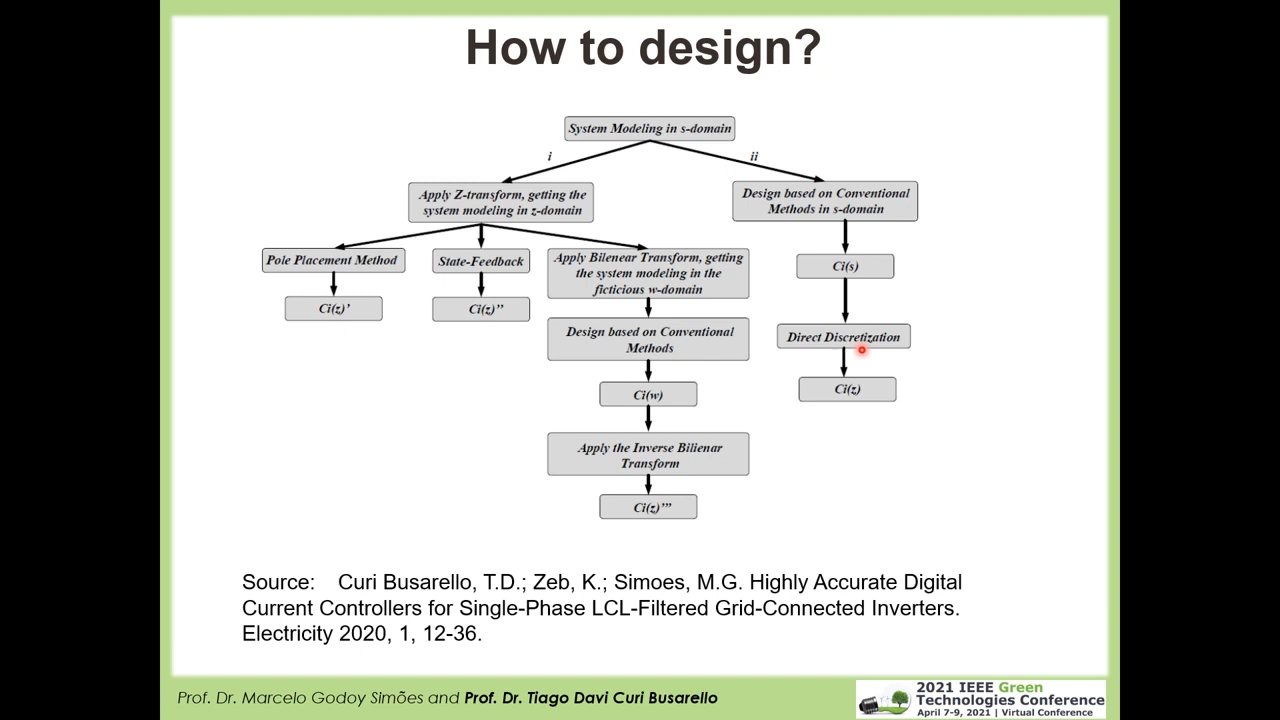 How to design?
System Modeling in s-domain
i
ii
Apply Z-transform, getting the
system modeling in z-domain
Design based on Conventional
Methods in s-domain
Pole Placement Method
State-Feedback
Apply Bilenear Transform, getting
the system modeling in the
ficticious w-domain
Ci(s)
Ci(z)'
Ci(z)''
Design based on Conventional
Methods
Direct Discretization
Ci(w)
Ci(z)
Apply the Inverse Bilienar
Transform
Ci(z)'''
Source: Curi Busarello, T.D.; Zeb, K.; Simoes, M.G. Highly Accurate Digital
Current Controllers for Single-Phase LCL-Filtered Grid-Connected Inverters.
Electricity 2020, 1, 12-36.
Prof. Dr. Marcelo Godoy Simões and Prof. Dr. Tiago Davi Curi Busarello
2021 IEEE Green
Technologies Conference
April 7-9, 2021 | Virtual Conference